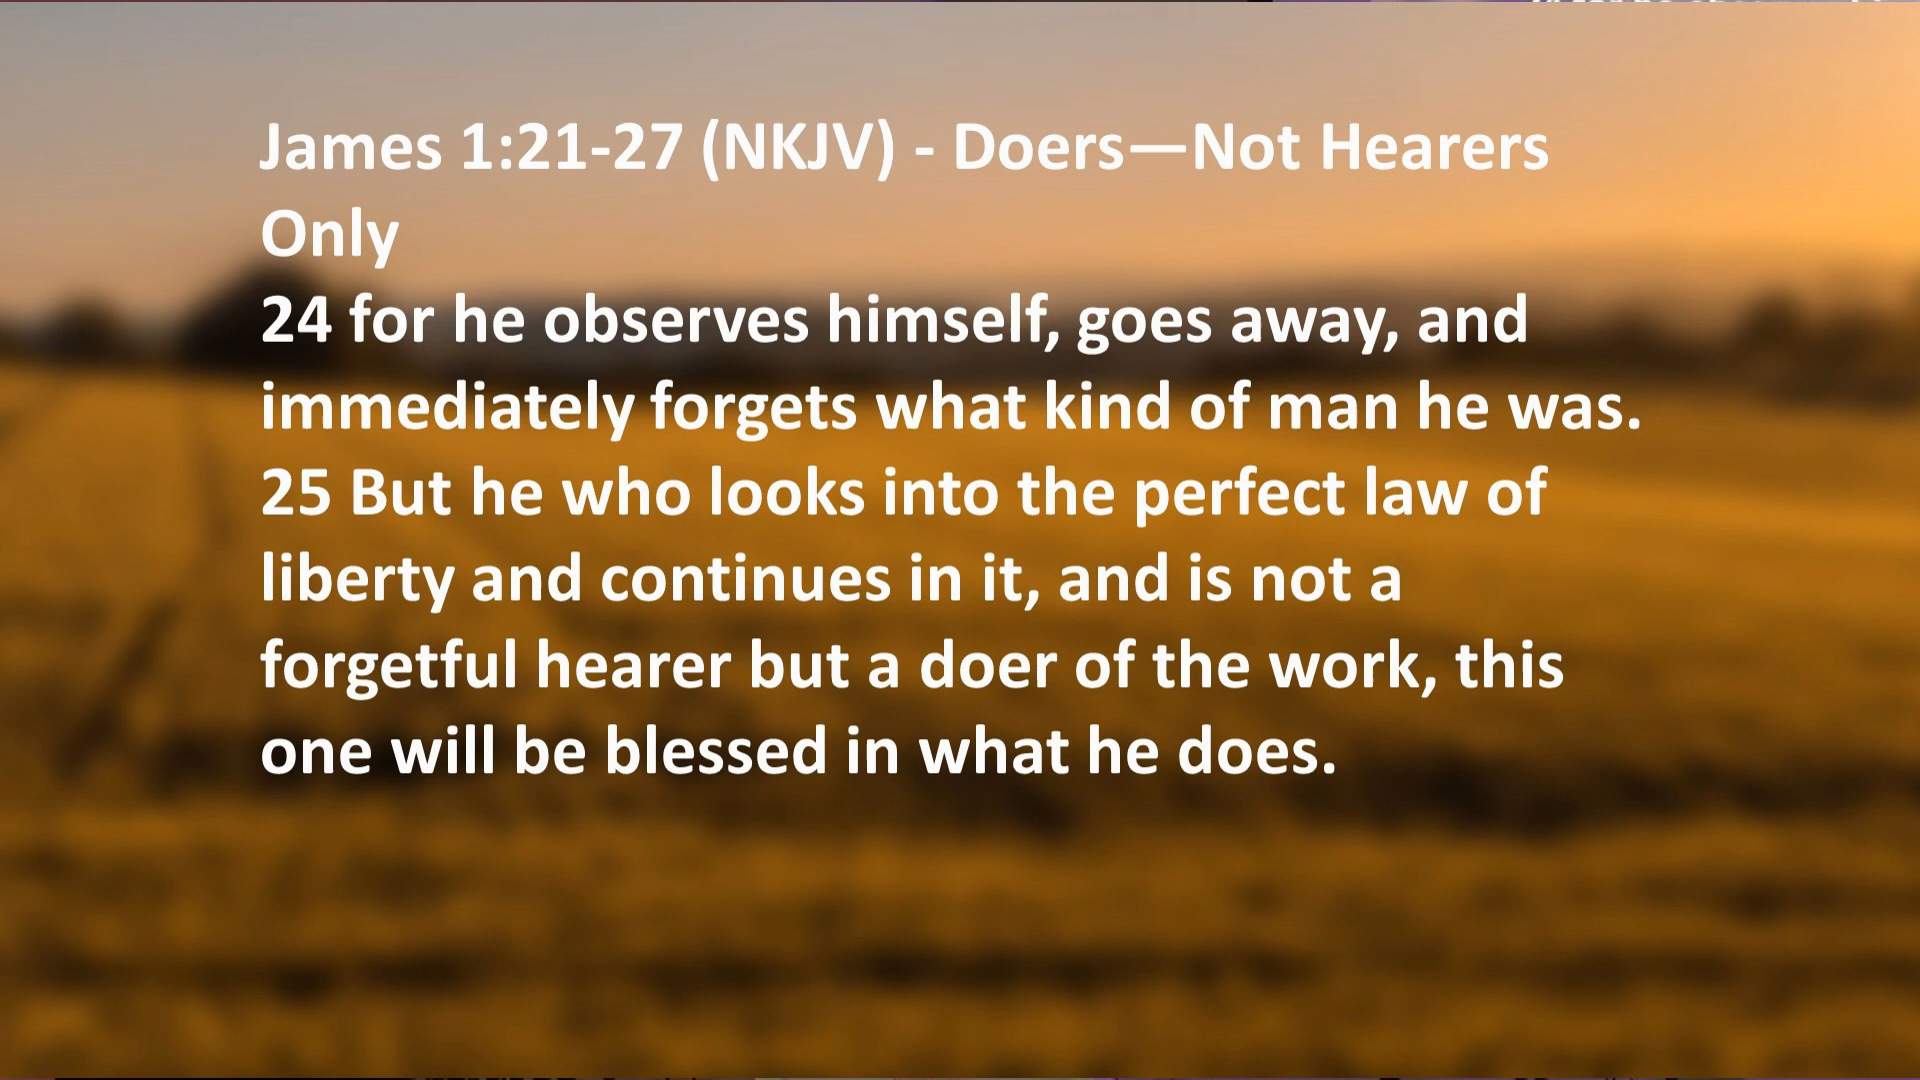 James 1:21-27 (NKJV) - Doers—Not Hearers
Only
24 for he observes himself, goes away, and
immediately forgets what kind of man he was.
25 But he who looks into the perfect law of
liberty and continues in it, and is not a
forgetful hearer but a doer of the work, this
one will be blessed in what he does.